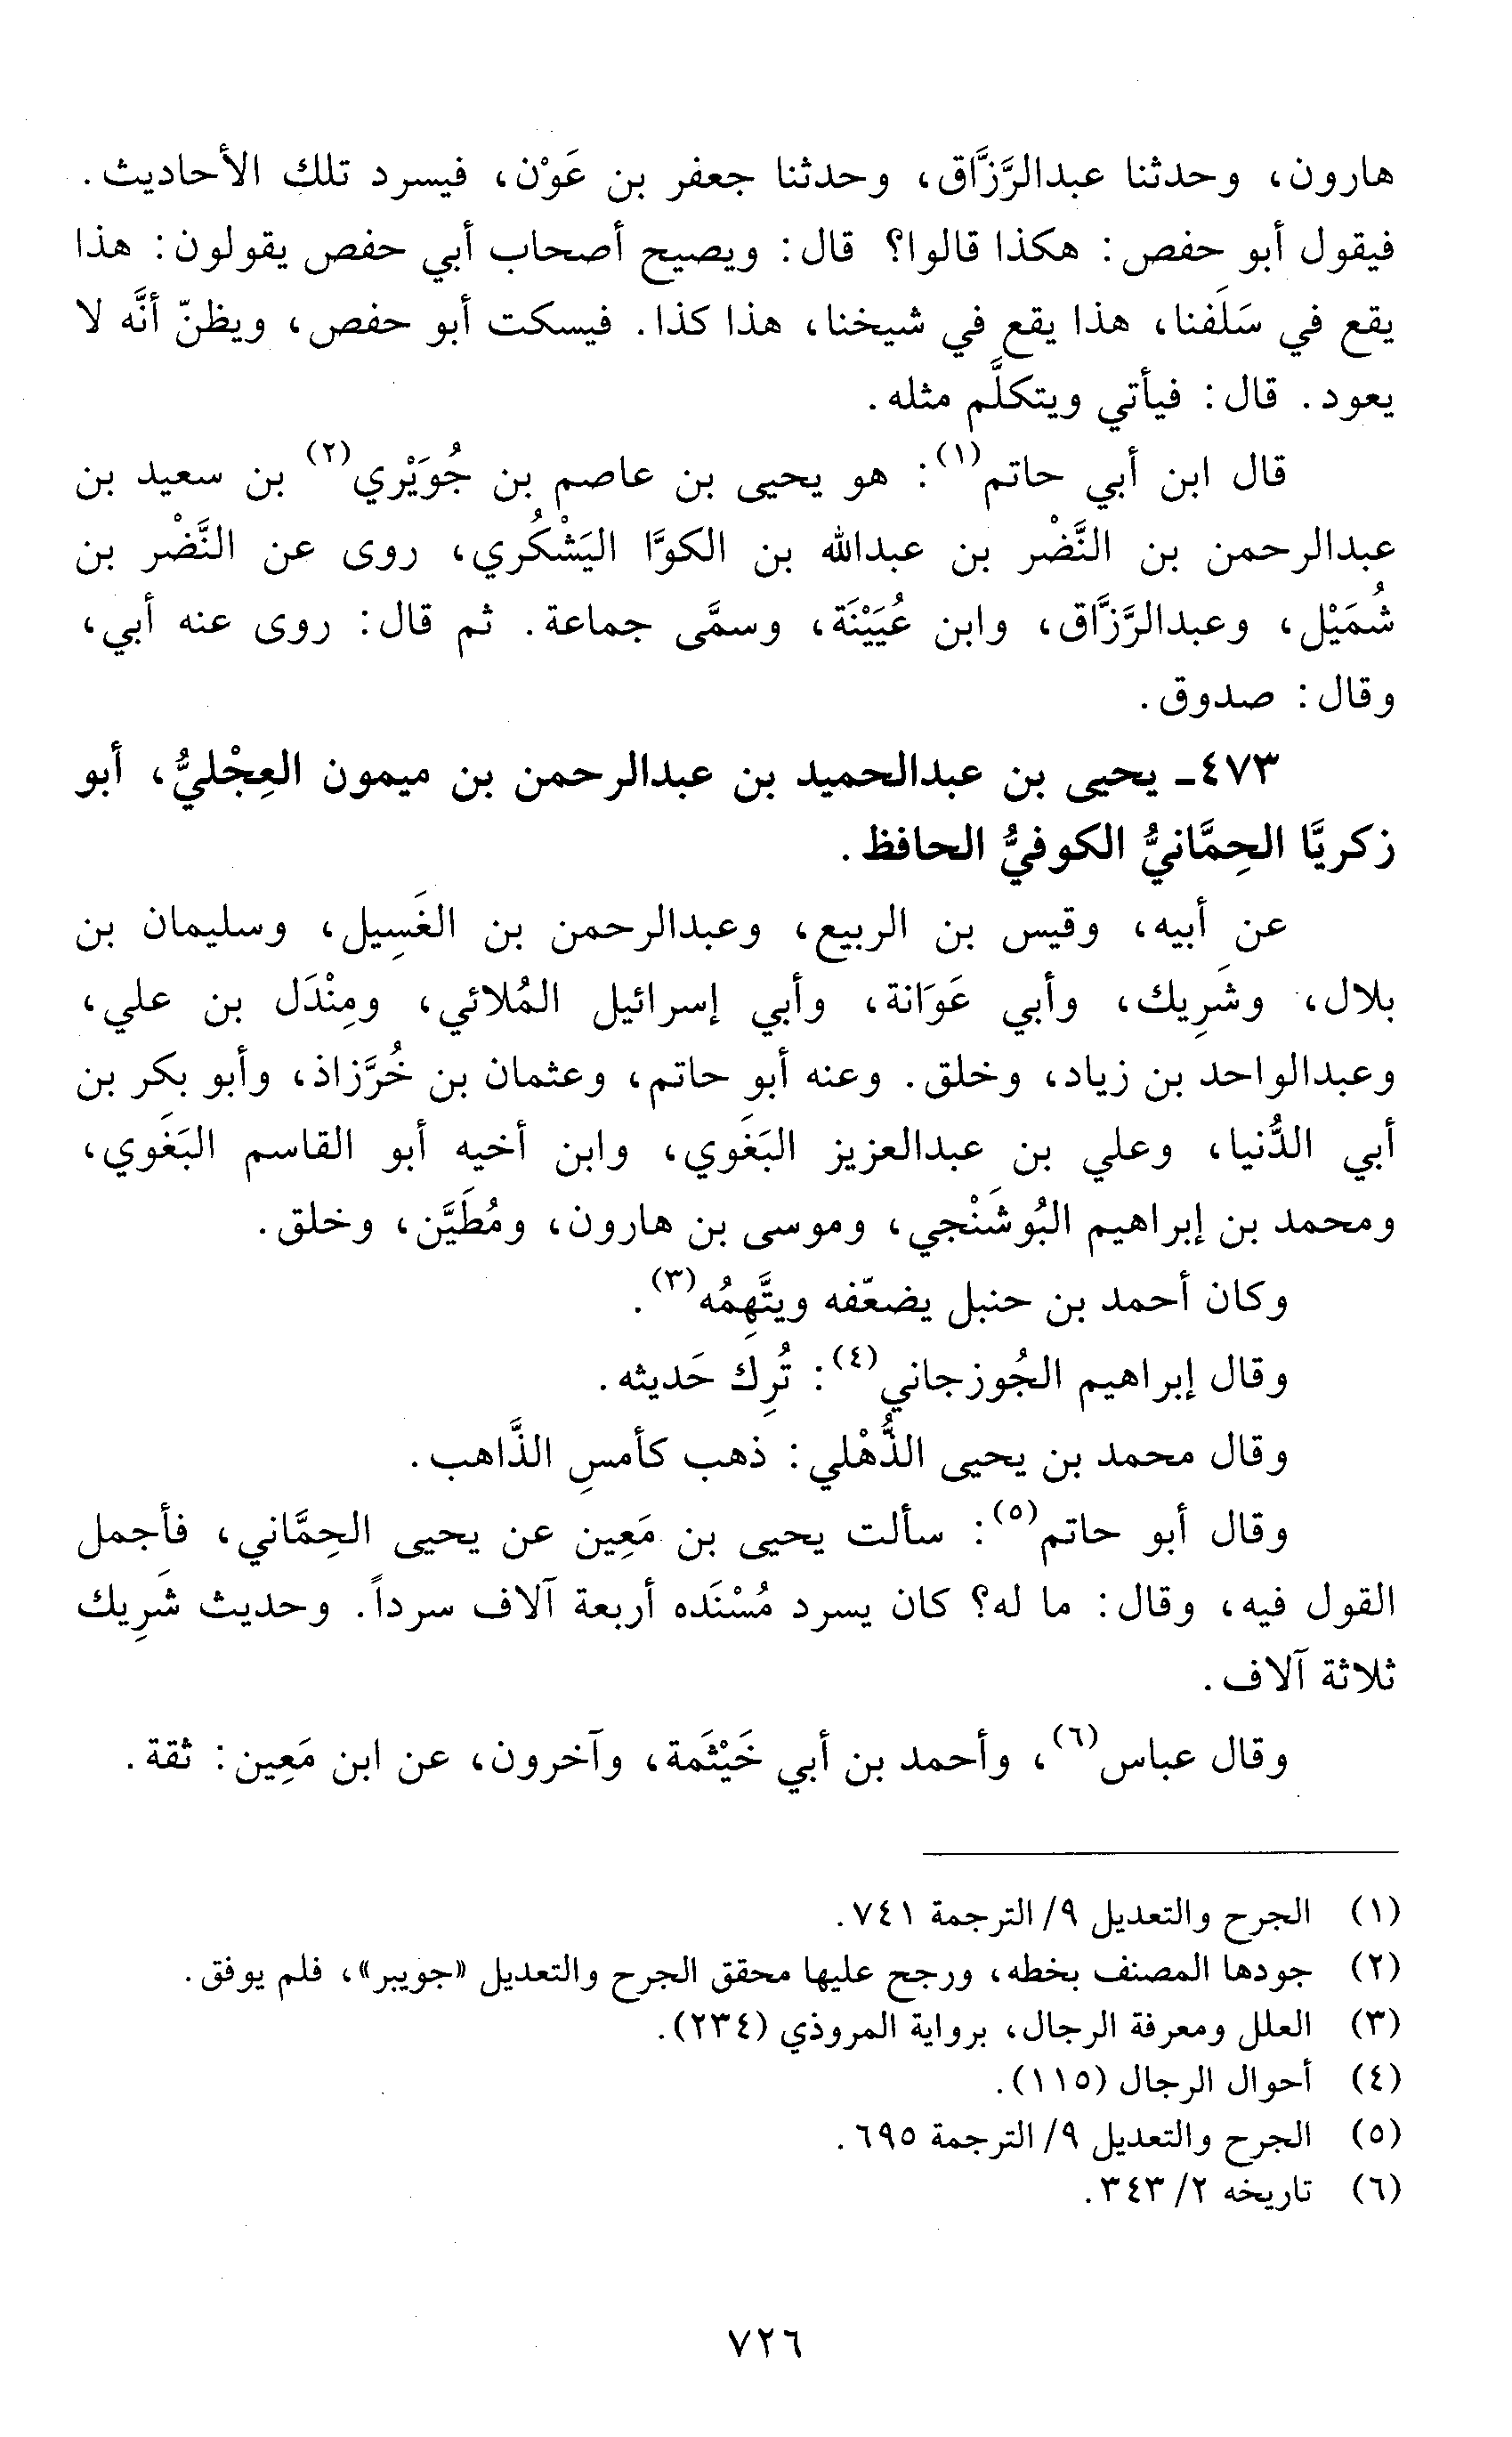 هارون، وحدثنا عبدالرَّزَّاق، وحدثنا جعفر بن عَوْن، فيسرد تلك الأحاديث.
فيقول أبو حفص: هكذا قالوا؟ قال: ويصيح أصحاب أبي حفص يقولون: هذا
يقع في سَلَفنا، هذا يقع في شيخنا، هذا كذا. فيسكت أبو حفص، ويظنّ أنَّه لا
يعود. قال: فيأتي ويتكلَّم مثله.
قال ابن أبي حاتم(١): هو يحيى بن عاصم بن جُوَيْري(٢) بن سعيد بن
عبدالرحمن بن النَّضْر بن عبدالله بن الكوَّا اليَشْكُري، روى عن النَّضْر بن
شُمَيْل، وعبدالرَّزَّاق، وابن عُيَيْنَة، وسمَّى جماعة. ثم قال: روى عنه أبي،
وقال: صدوق.
٤٧٣- يحيى بن عبدالحميد بن عبدالرحمن بن ميمون العِجْليُّ، أبو
زكريَّا الحِمَّانيُّ الكوفيُّ الحافظ.
عن أبيه، وقيس بن الربيع، وعبدالرحمن بن الغَسِيل، وسليمان بن
بلال، وشَرِيك، وأبي عَوَانة، وأبي إسرائيل المُلائي، ومِنْدَل بن علي،
وعبدالواحد بن زياد، وخلق. وعنه أبو حاتم، وعثمان بن خُرَّزاذ، وأبو بكر بن
أبي الدُّنيا، وعلي بن عبدالعزيز البَغَوي، وابن أخيه أبو القاسم البَغَوي،
ومحمد بن إبراهيم البُوشَنْجي، وموسى بن هارون، ومُطَيَّن، وخلق.
وكان أحمد بن حنبل يضعّفه ويتَّهِمُه(٣).
وقال إبراهيم الجُوزجاني(٤): تُرِكَ حَديثه.
وقال محمد بن يحيى الذُّهْلي: ذهب كأمسِ الذَّاهب.
وقال أبو حاتم(٥): سألت يحيى بن مَعِين عن يحيى الحِمَّاني، فأجمل
القول فيه، وقال: ما له؟ كان يسرد مُسْنَده أربعة آلاف سرداً. وحديث شَرِيك
ثلاثة آلاف.
وقال عباس(٦)، وأحمد بن أبي خَيْثَمة، وآخرون، عن ابن مَعِين: ثقة.
(١) الجرح والتعديل ٩/ الترجمة ٧٤١.
(٢) جودها المصنف بخطه، ورجح عليها محقق الجرح والتعديل «جويبر»، فلم يوفق.
(٣) العلل ومعرفة الرجال، برواية المروذي (٢٣٤).
(٤) أحوال الرجال (١١٥).
(٥) الجرح والتعديل ٩/ الترجمة ٦٩٥.
(٦) تاريخه ٢/ ٣٤٣.
٧٢٦